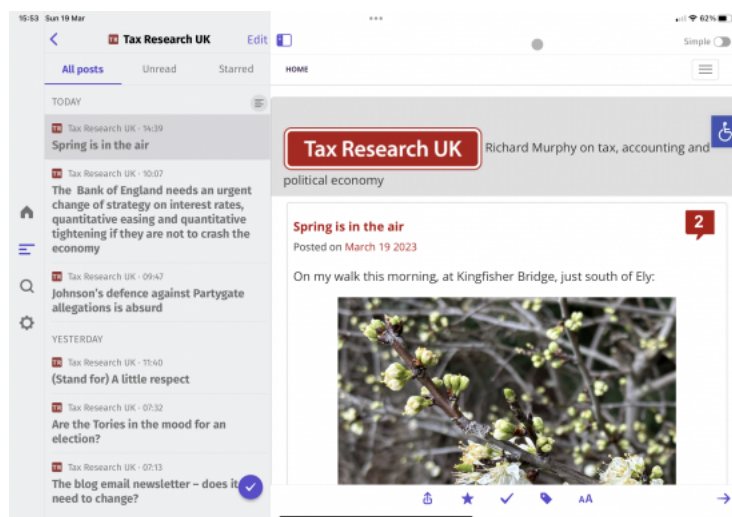 15:53 Sun 19 Mar
62%
Tax Research UK
Edit
Simple
All posts Unread Starred
HOME
TODAY
TR Tax Research UK · 14:39
Spring is in the air
TR Tax Research UK · 10:07
The Bank of England needs an urgent
change of strategy on interest rates,
quantitative easing and quantitative
tightening if they are not to crash the
economy
TR Tax Research UK · 09:47
Johnson's defence against Partygate
allegations is absurd
YESTERDAY
TR Tax Research UK · 11:40
(Stand for) A little respect
TR Tax Research UK · 07:32
Are the Tories in the mood for an
election?
TR Tax Research UK · 07:13
The blog email newsletter – does it
need to change?
Tax Research UK Richard Murphy on tax, accounting and
political economy
Spring is in the air
2
Posted on March 19 2023
On my walk this morning, at Kingfisher Bridge, just south of Ely:
AA